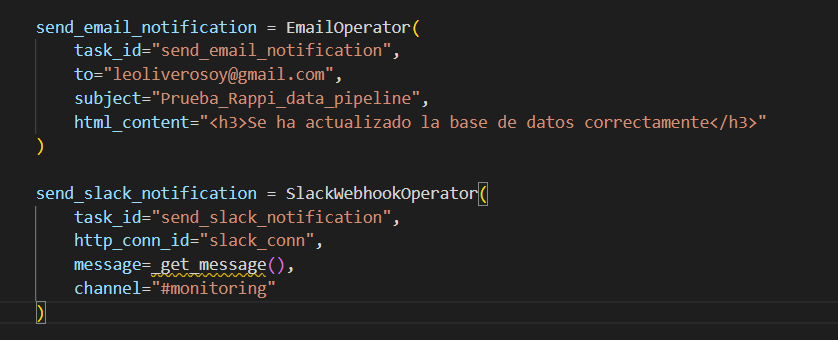 send_email_notification = EmailOperator(
    task_id="send_email_notification",
    to="leoliverosoy@gmail.com",
    subject="Prueba_Rappi_data_pipeline",
    html_content="<h3>Se ha actualizado la base de datos correctamente</h3>"
)
send_slack_notification = SlackWebhookOperator(
    task_id="send_slack_notification",
    http_conn_id="slack_conn",
    message=_get_message(),
    channel="#monitoring"
)